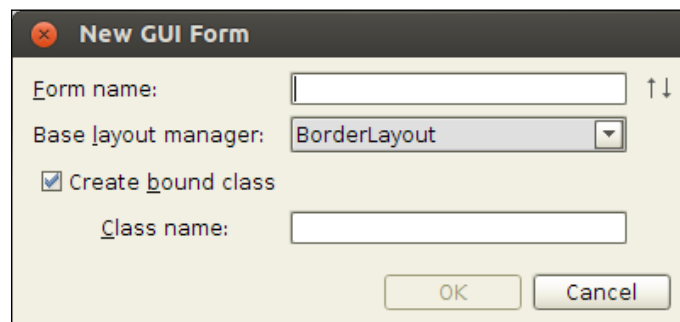 New GUI Form
Form name:
Base layout manager: BorderLayout
Create bound class
Class name:
OK Cancel